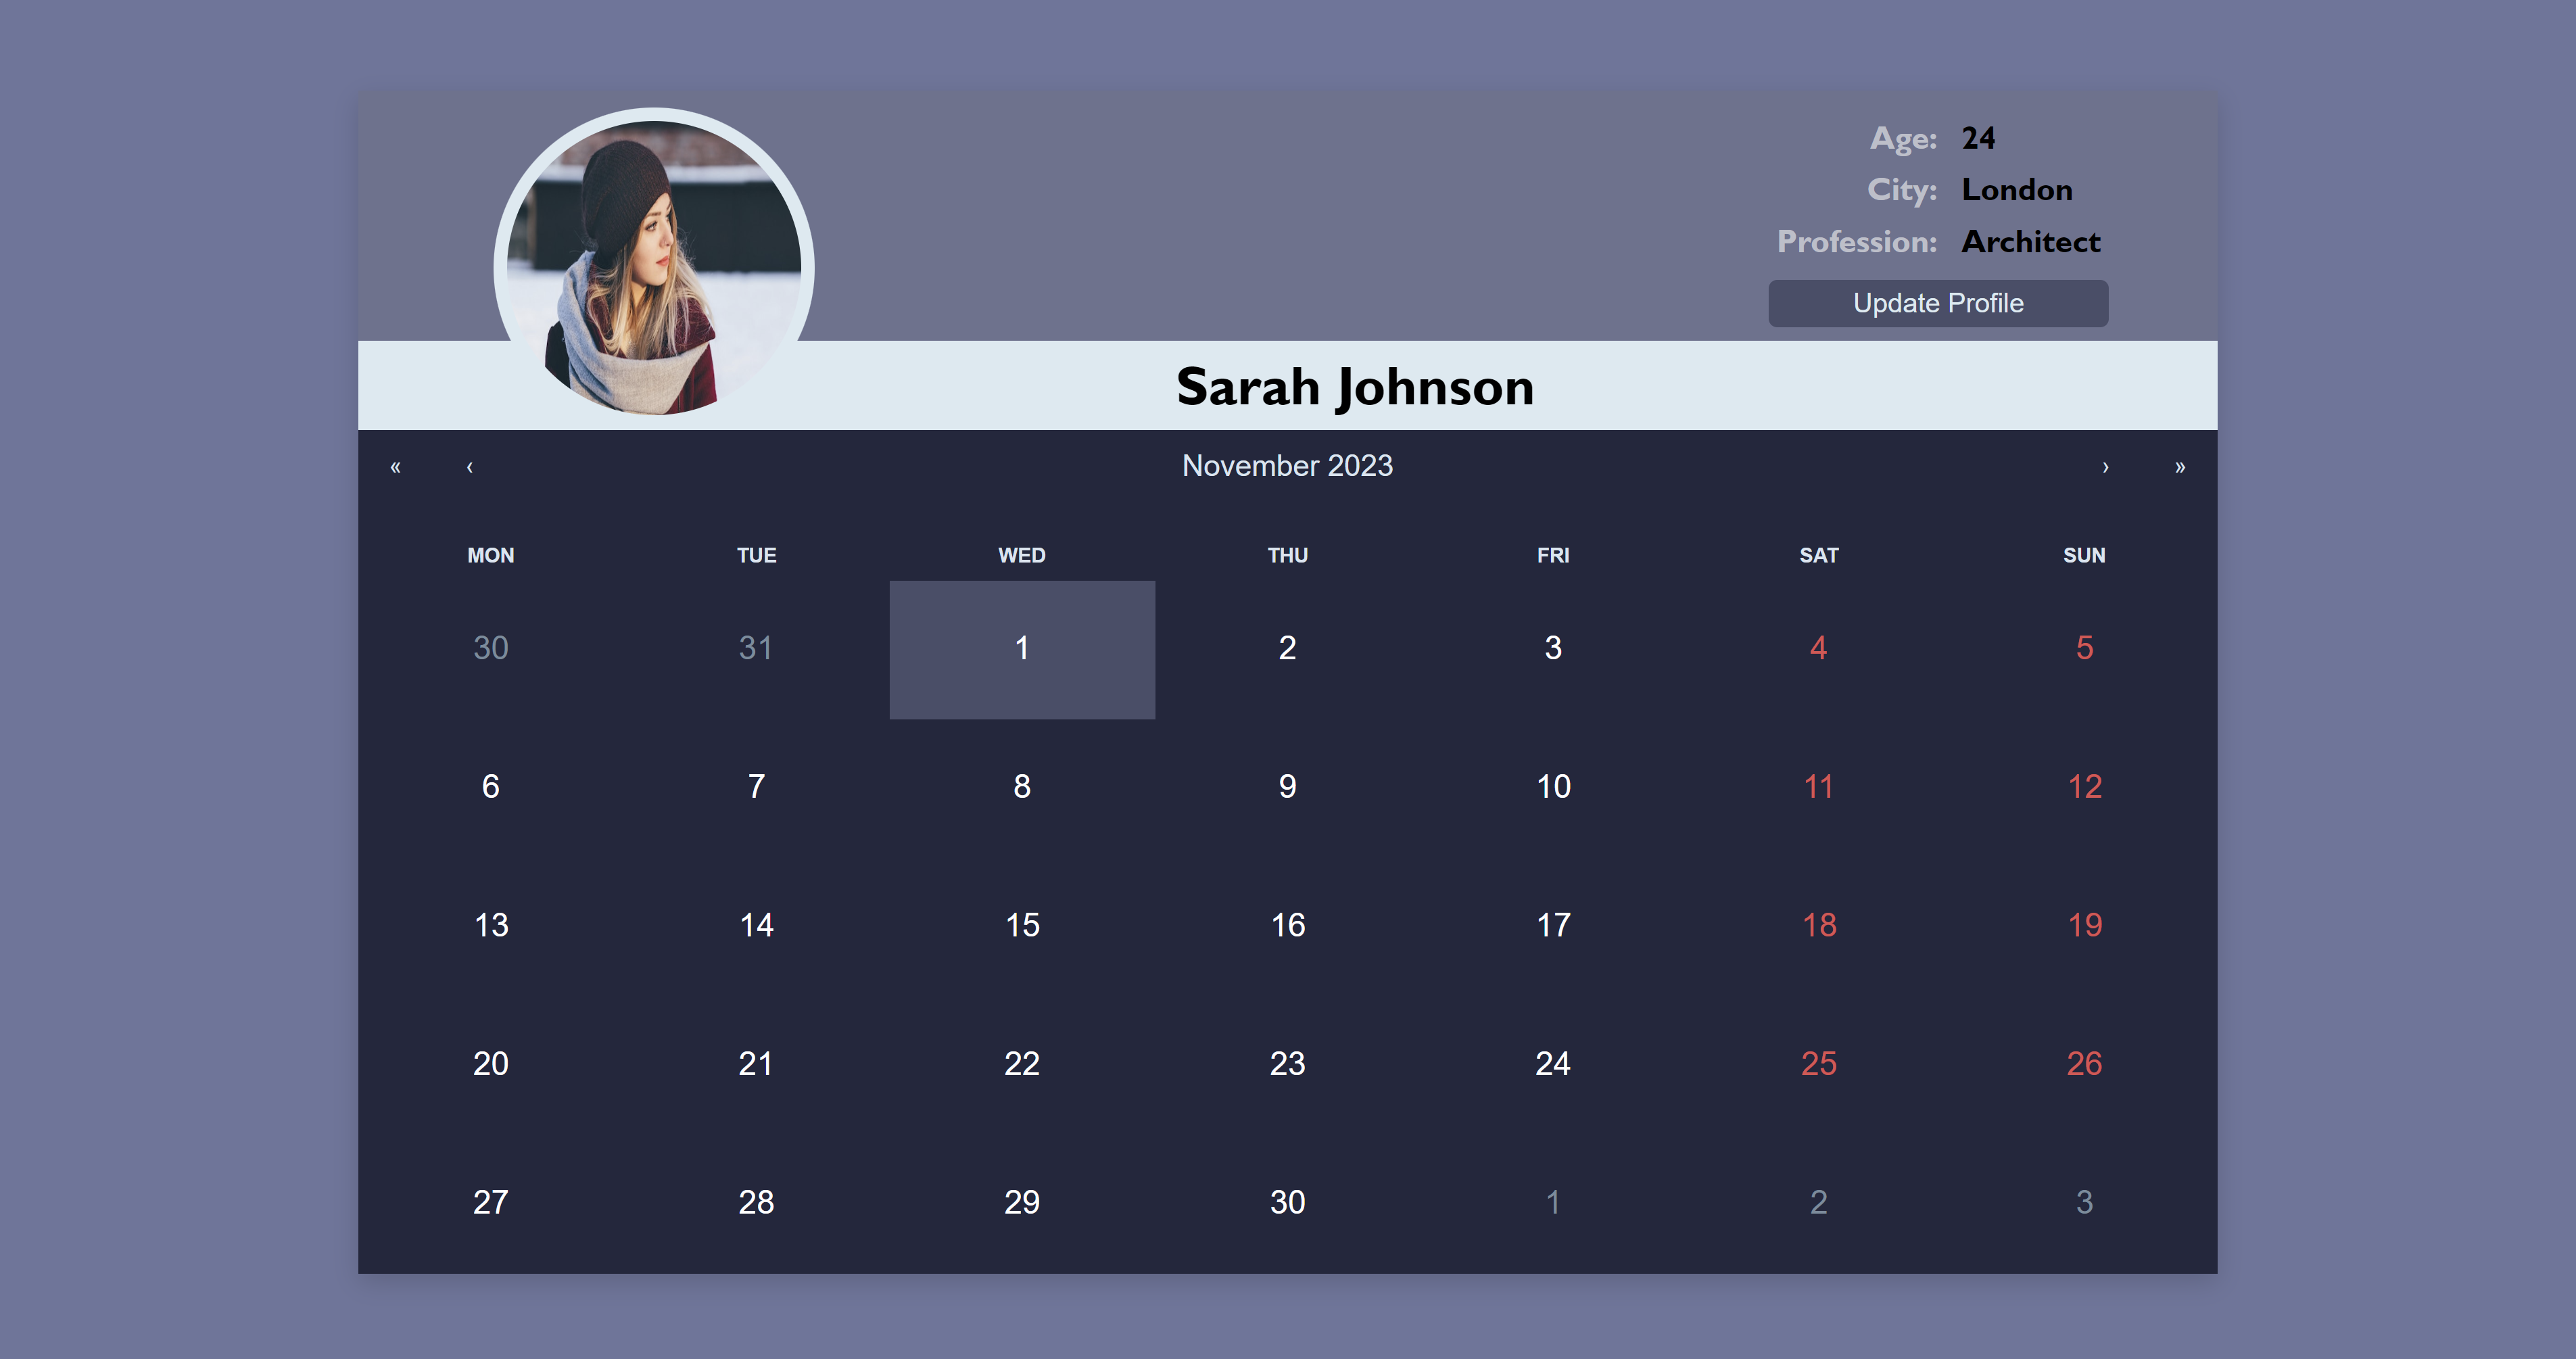 Age: 24
City: London
Profession: Architect
Update Profile
Sarah Johnson
« ‹ November 2023 › »
MON TUE WED THU FRI SAT SUN
30 31 1 2 3 4 5
6 7 8 9 10 11 12
13 14 15 16 17 18 19
20 21 22 23 24 25 26
27 28 29 30 1 2 3